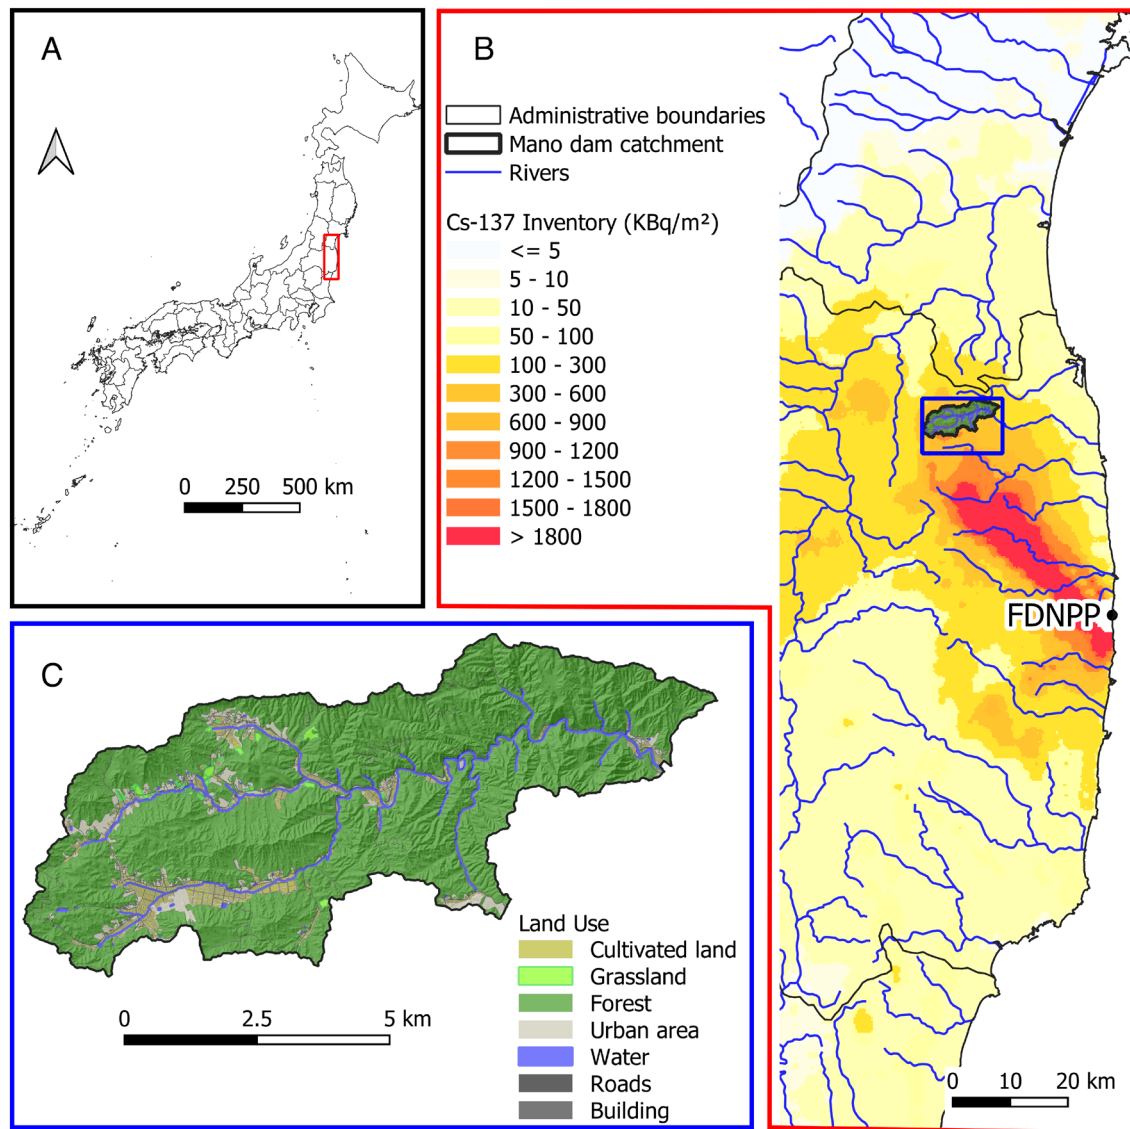 A
0 250 500 km
B
Administrative boundaries
Mano dam catchment
Rivers
Cs-137 Inventory (KBq/m²)
<= 5
5 - 10
10 - 50
50 - 100
100 - 300
300 - 600
600 - 900
900 - 1200
1200 - 1500
1500 - 1800
> 1800
FDNPP
0 10 20 km
C
0 2.5 5 km
Land Use
Cultivated land
Grassland
Forest
Urban area
Water
Roads
Building